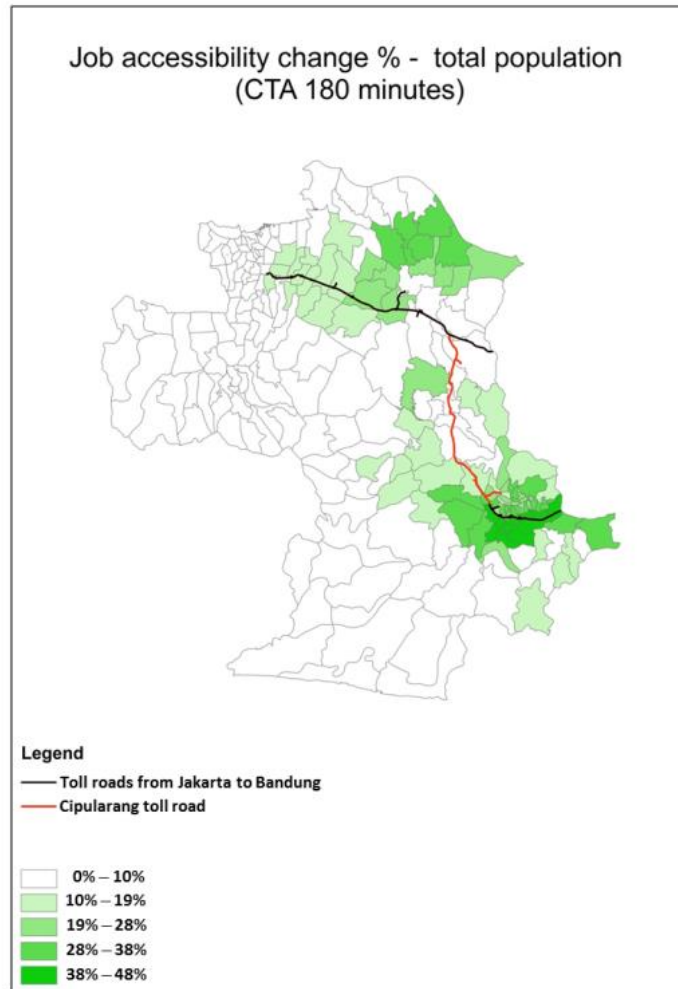 Job accessibility change % - total population
(CTA 180 minutes)
Legend
Toll roads from Jakarta to Bandung
Cipularang toll road
0% – 10%
10% – 19%
19% – 28%
28% – 38%
38% – 48%